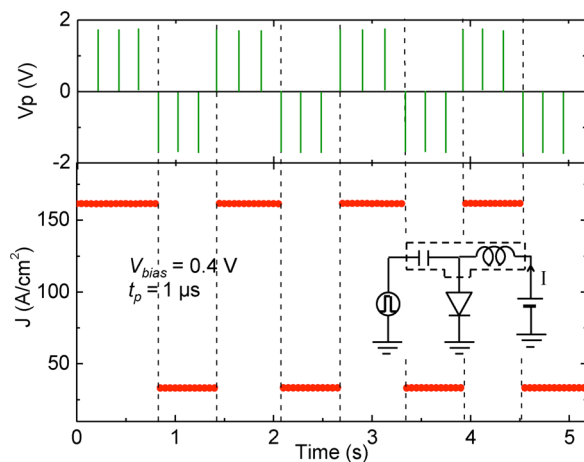 2
0
-2
Vp (V)
150
100
50
J (A/cm²)
V_bias = 0.4 V
t_p = 1 μs
I
0 1 2 3 4 5
Time (s)